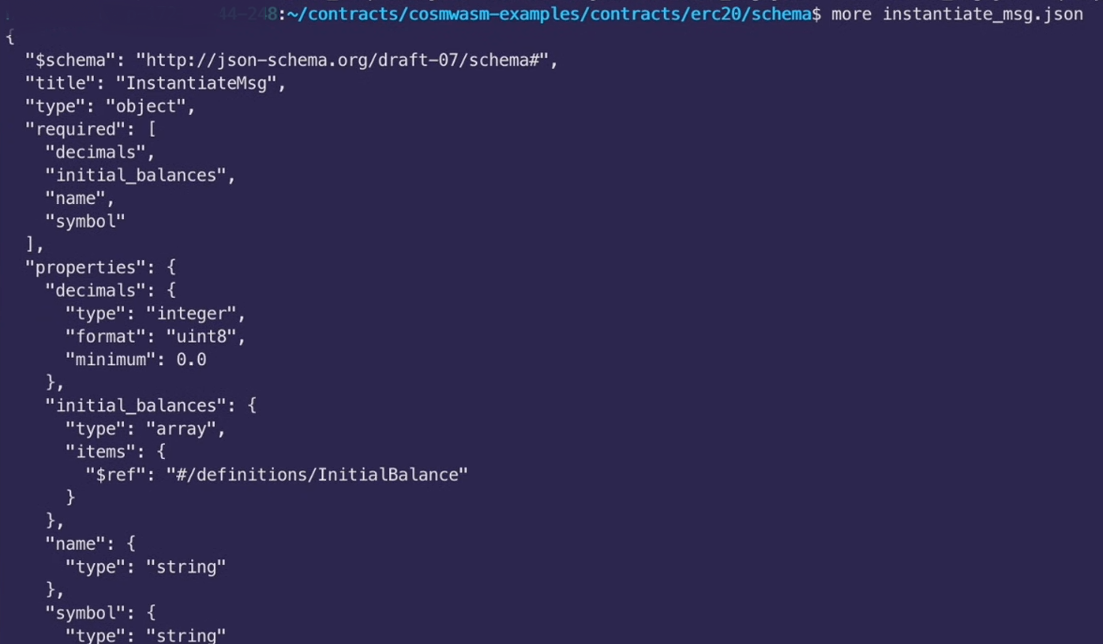 44-248:~/contracts/cosmwasm-examples/contracts/erc20/schema$ more instantiate_msg.json
{
  "$schema": "http://json-schema.org/draft-07/schema#",
  "title": "InstantiateMsg",
  "type": "object",
  "required": [
    "decimals",
    "initial_balances",
    "name",
    "symbol"
  ],
  "properties": {
    "decimals": {
      "type": "integer",
      "format": "uint8",
      "minimum": 0.0
    },
    "initial_balances": {
      "type": "array",
      "items": {
        "$ref": "#/definitions/InitialBalance"
      }
    },
    "name": {
      "type": "string"
    },
    "symbol": {
      "type": "string"